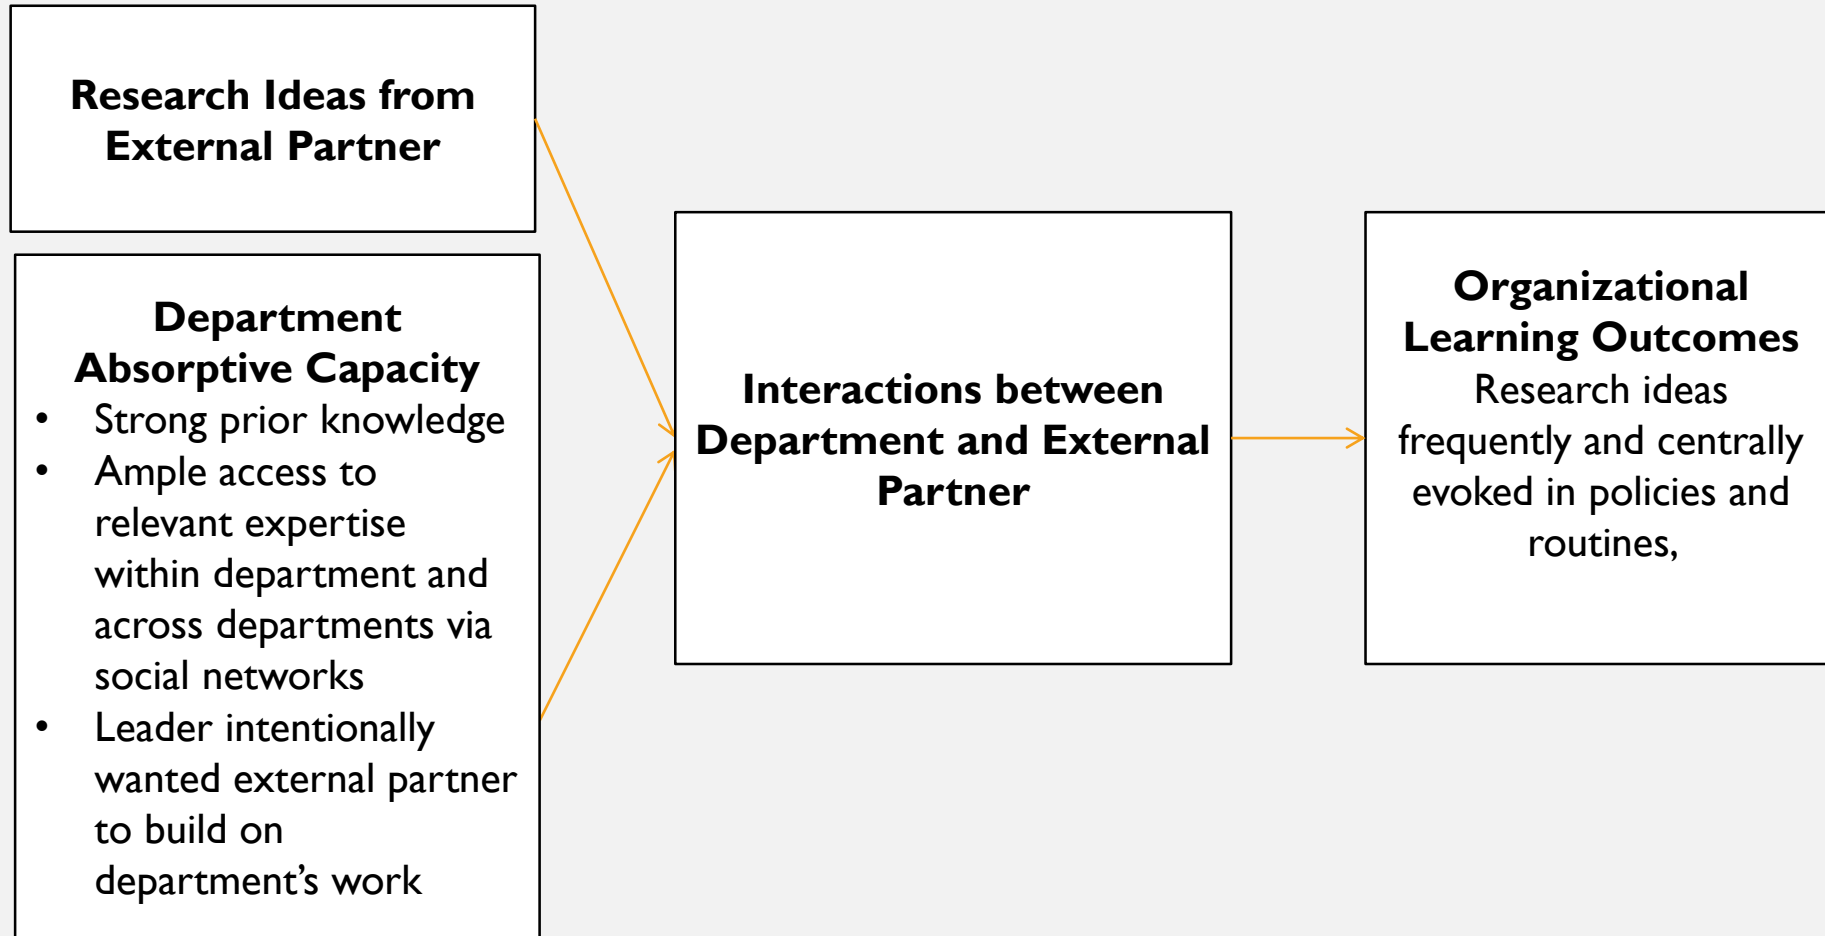 Research Ideas from
External Partner
Department
Absorptive Capacity
• Strong prior knowledge
• Ample access to
relevant expertise
within department and
across departments via
social networks
• Leader intentionally
wanted external partner
to build on
department’s work
Interactions between
Department and External
Partner
Organizational
Learning Outcomes
Research ideas
frequently and centrally
evoked in policies and
routines,